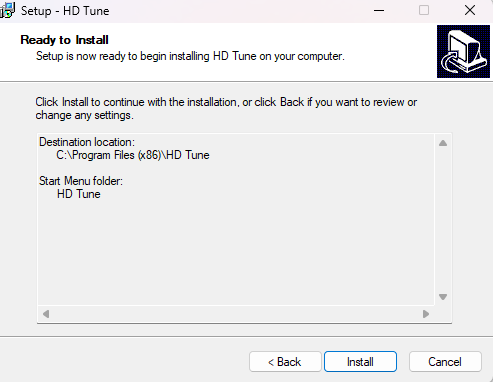 Setup - HD Tune
Ready to Install
Setup is now ready to begin installing HD Tune on your computer.
Click Install to continue with the installation, or click Back if you want to review or
change any settings.
Destination location:
C:\Program Files (x86)\HD Tune
Start Menu folder:
HD Tune
< Back
Install
Cancel